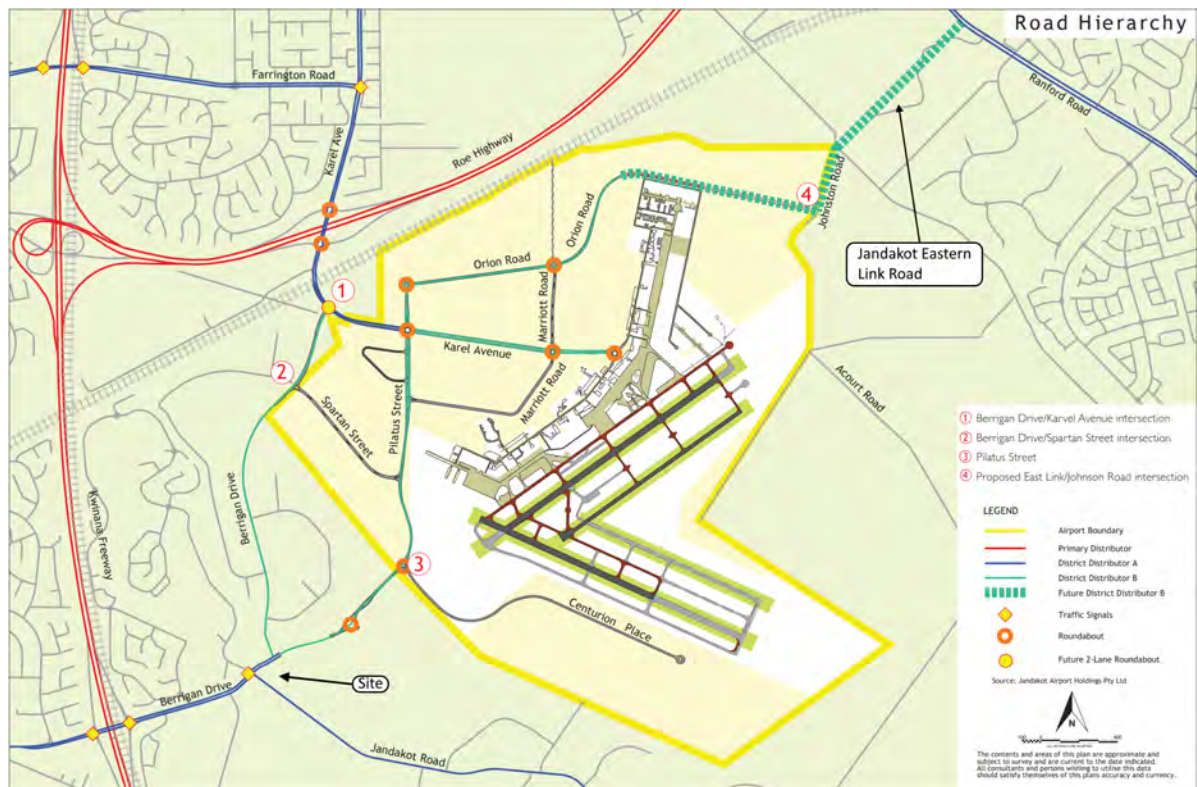 Road Hierarchy
Farrington Road
Karel Ave
Roe Highway
Ranford Road
Johnston Road
4
Jandakot Eastern
Link Road
Orion Road
Orion Road
Marriott Road
1
Karel Avenue
Marriott Road
2
Spartan Street
Pilatus Street
Acourt Road
Berrigan Drive
Kwinana Freeway
3
Centurion Place
Site
Berrigan Drive
Jandakot Road
1 Berrigan Drive/Karvel Avenue intersection
2 Berrigan Drive/Spartan Street intersection
3 Pilatus Street
4 Proposed East Link/Johnson Road intersection
LEGEND
Airport Boundary
Primary Distributor
District Distributor A
District Distributor B
Future District Distributor B
Traffic Signals
Roundabout
Future 2-Lane Roundabout
Source: Jandakot Airport Holdings Pty Ltd
N
The contents and areas of this plan are approximate and
subject to survey and are current to the date indicated.
All consultants and persons wishing to utilise this data
should satisfy themselves of this plans accuracy and currency.